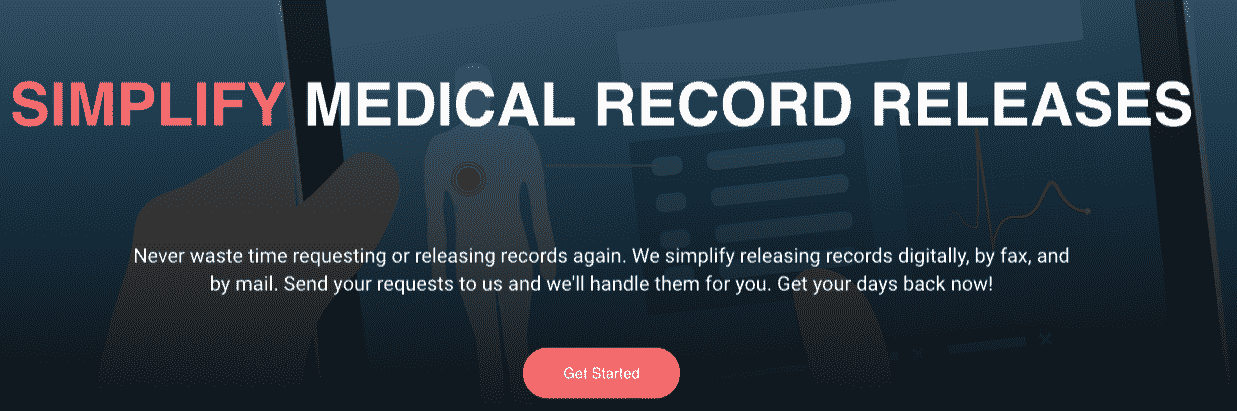 SIMPLIFY MEDICAL RECORD RELEASES
Never waste time requesting or releasing records again. We simplify releasing records digitally, by fax, and
by mail. Send your requests to us and we'll handle them for you. Get your days back now!
Get Started